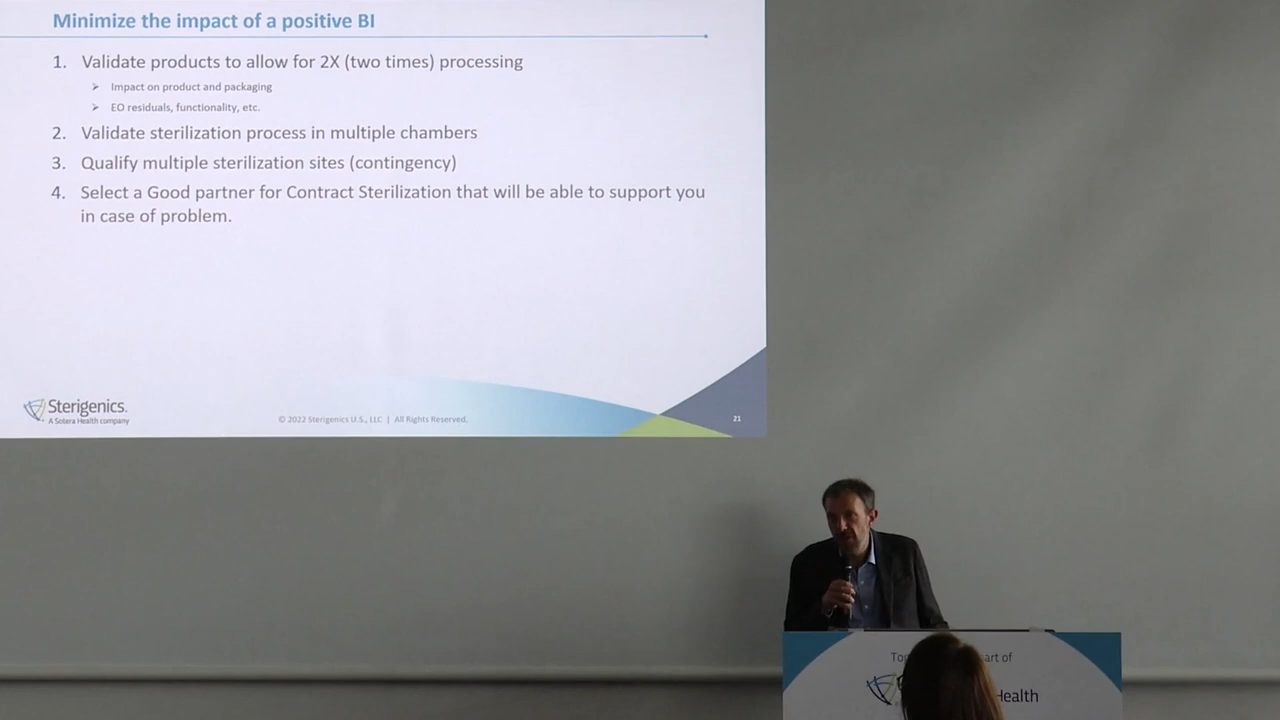 Minimize the impact of a positive BI
1. Validate products to allow for 2X (two times) processing
➢ Impact on product and packaging
➢ EO residuals, functionality, etc.
2. Validate sterilization process in multiple chambers
3. Qualify multiple sterilization sites (contingency)
4. Select a Good partner for Contract Sterilization that will be able to support you
in case of problem.
Sterigenics.
A Sotera Health company
© 2022 Sterigenics U.S., LLC | All Rights Reserved.
21
of
Health